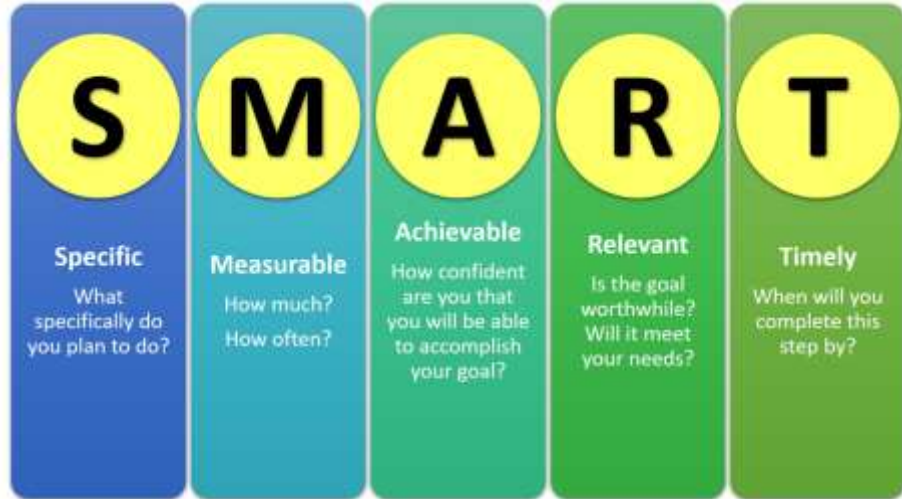 S
Specific
What
specifically do
you plan to do?
M
Measurable
How much?
How often?
A
Achievable
How confident
are you that
you will be able
to accomplish
your goal?
R
Relevant
Is the goal
worthwhile?
Will it meet
your needs?
T
Timely
When will you
complete this
step by?